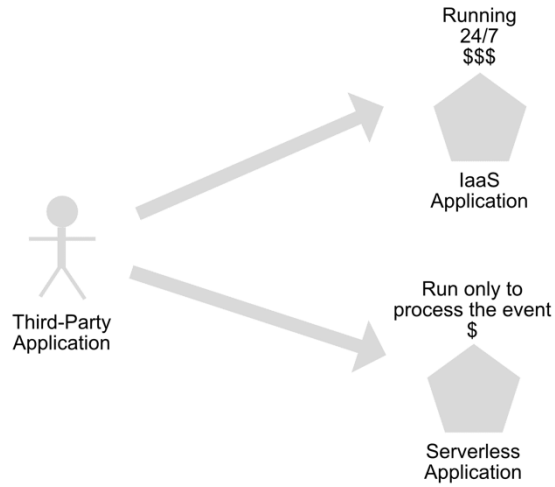 Running
24/7
$$$
IaaS
Application
Third-Party
Application
Run only to
process the event
$
Serverless
Application